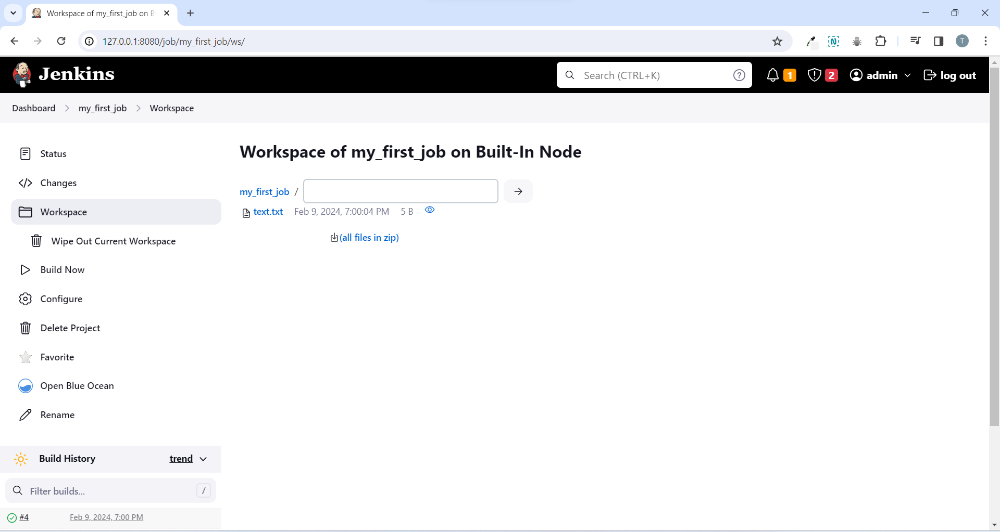 Workspace of my_first_job on B
127.0.0.1:8080/job/my_first_job/ws/
N
T
Jenkins
Search (CTRL+K)
?
1
2
admin
log out
Dashboard
my_first_job
Workspace
Status
Changes
Workspace
Wipe Out Current Workspace
Build Now
Configure
Delete Project
Favorite
Open Blue Ocean
Rename
Build History
trend
Filter builds...
/
#4 Feb 9, 2024, 7:00 PM
Workspace of my_first_job on Built-In Node
my_first_job /
text.txt Feb 9, 2024, 7:00:04 PM 5 B
(all files in zip)